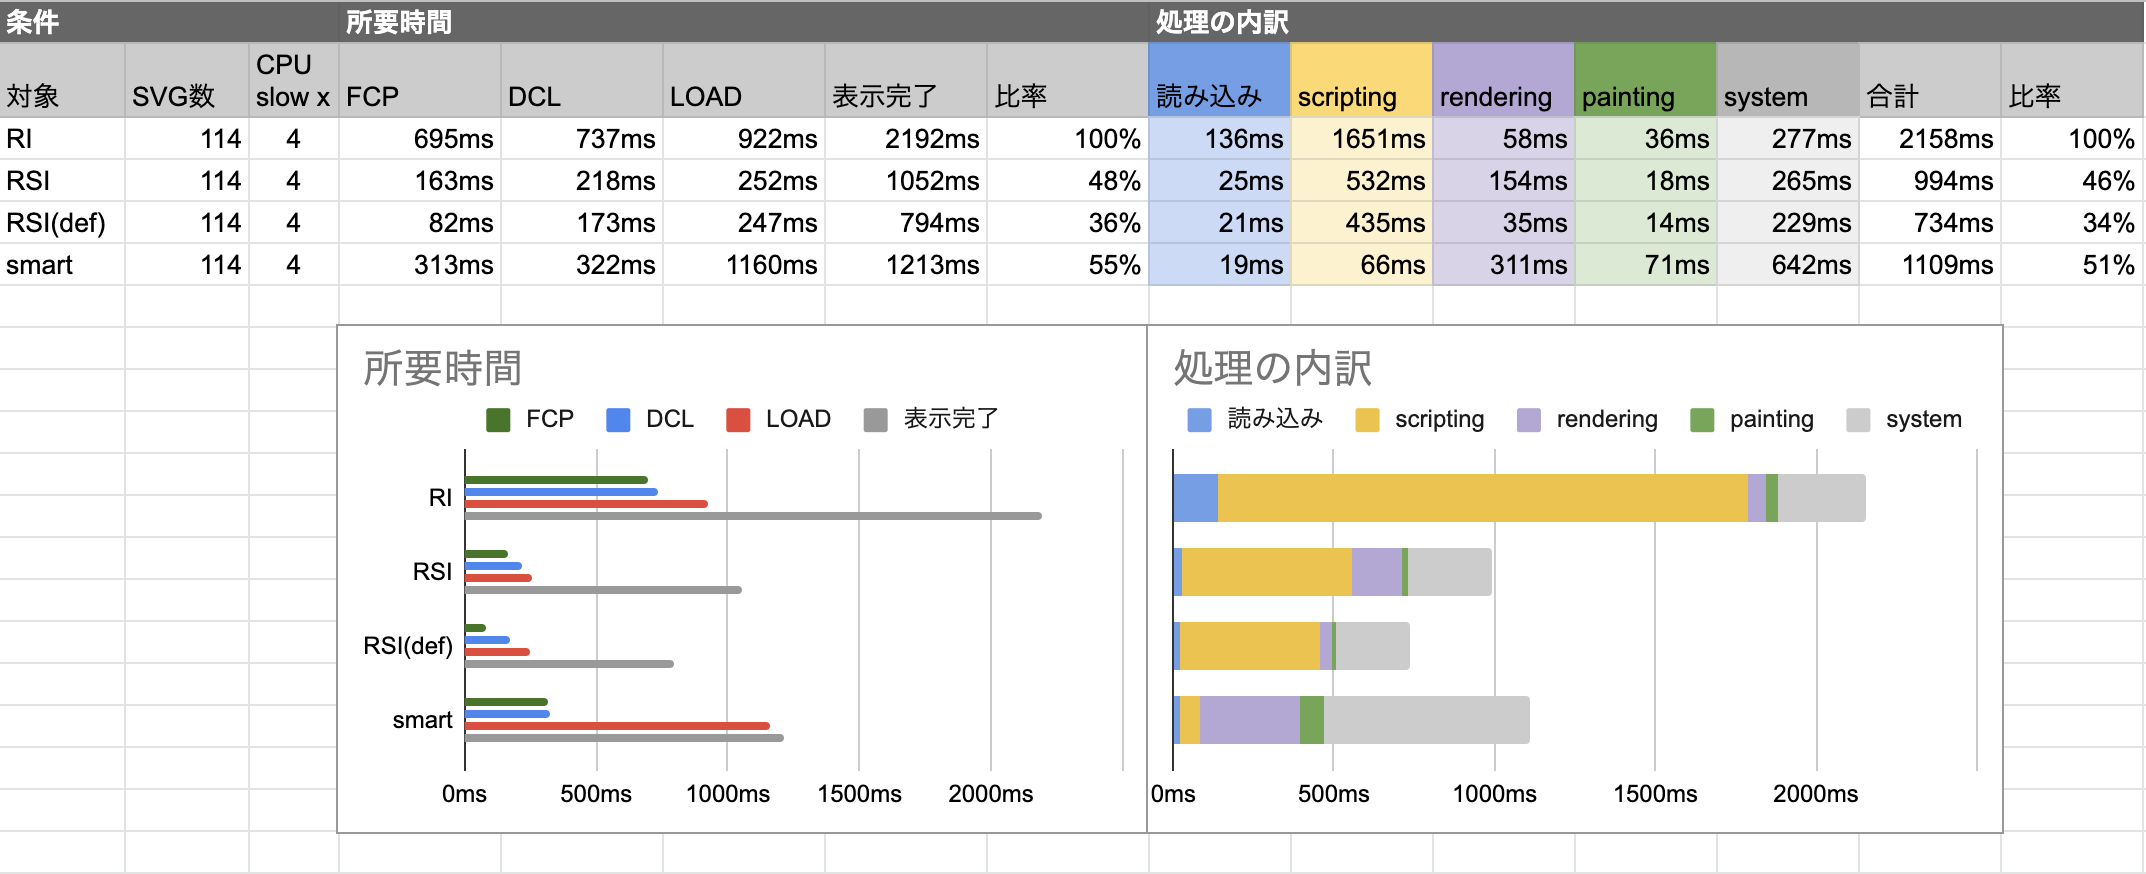 条件 所要時間 処理の内訳
対象 SVG数 CPU slow x FCP DCL LOAD 表示完了 比率 読み込み scripting rendering painting system 合計 比率
RI 114 4 695ms 737ms 922ms 2192ms 100% 136ms 1651ms 58ms 36ms 277ms 2158ms 100%
RSI 114 4 163ms 218ms 252ms 1052ms 48% 25ms 532ms 154ms 18ms 265ms 994ms 46%
RSI(def) 114 4 82ms 173ms 247ms 794ms 36% 21ms 435ms 35ms 14ms 229ms 734ms 34%
smart 114 4 313ms 322ms 1160ms 1213ms 55% 19ms 66ms 311ms 71ms 642ms 1109ms 51%
所要時間
FCP DCL LOAD 表示完了
RI
RSI
RSI(def)
smart
0ms 500ms 1000ms 1500ms 2000ms
処理の内訳
読み込み scripting rendering painting system
0ms 500ms 1000ms 1500ms 2000ms